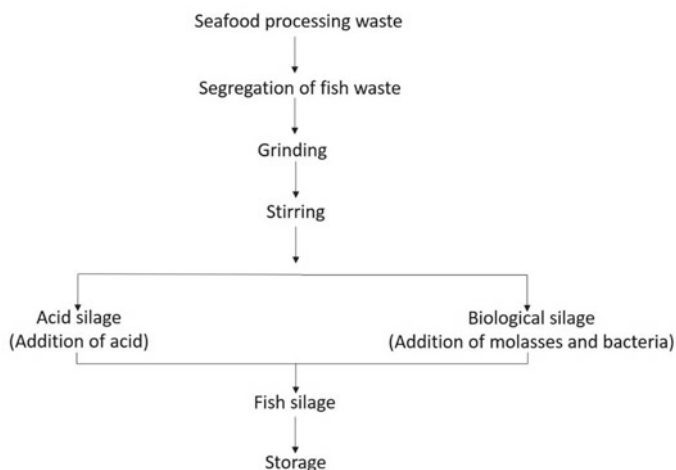 Seafood processing waste
Segregation of fish waste
Grinding
Stirring
Acid silage
(Addition of acid)
Biological silage
(Addition of molasses and bacteria)
Fish silage
Storage